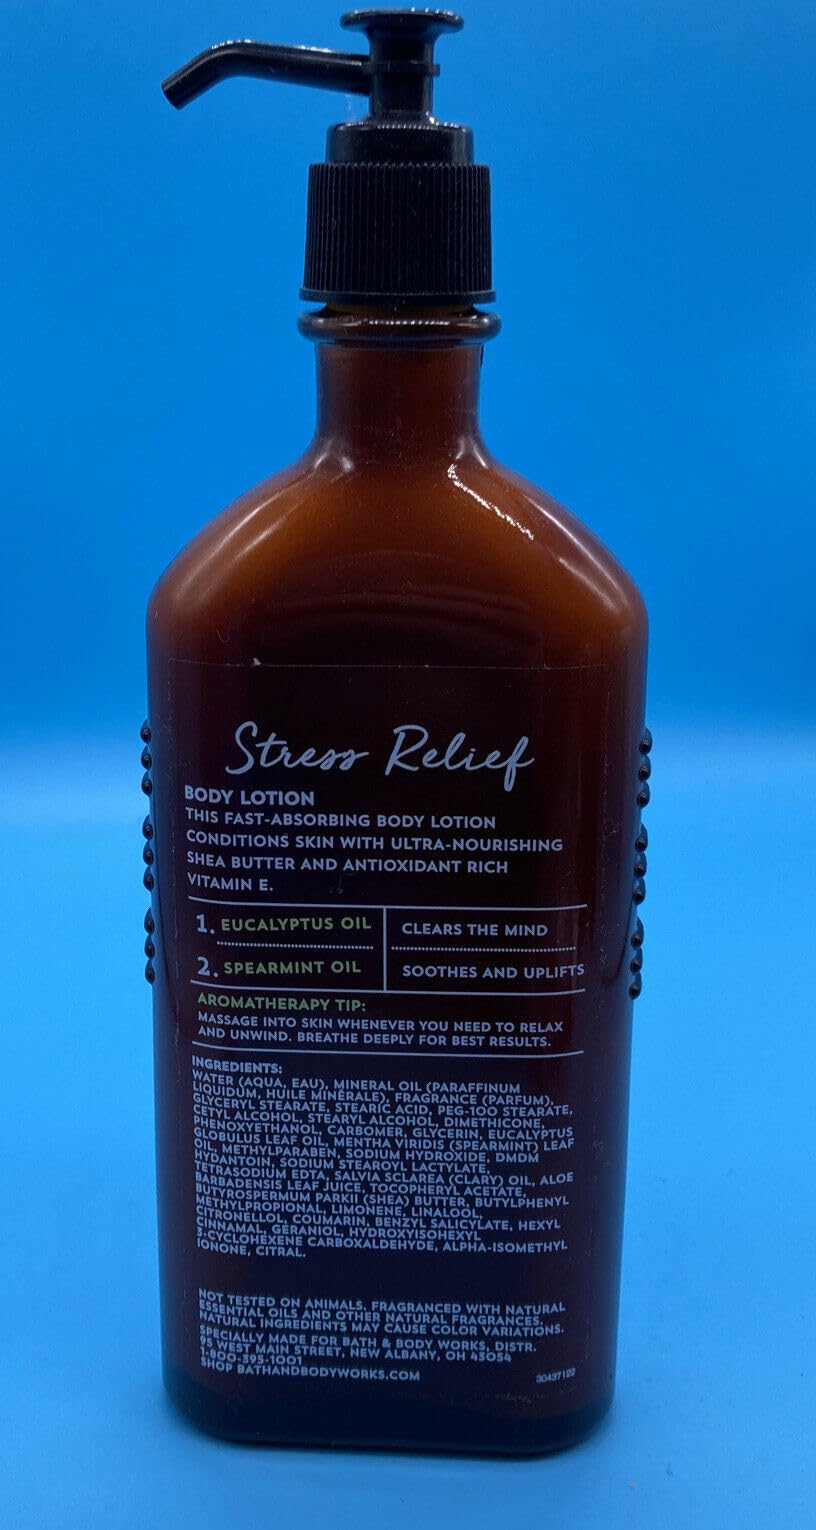 Stress Relief
BODY LOTION
THIS FAST-ABSORBING BODY LOTION
CONDITIONS SKIN WITH ULTRA-NOURISHING
SHEA BUTTER AND ANTIOXIDANT RICH
VITAMIN E.
1. EUCALYPTUS OIL CLEARS THE MIND
2. SPEARMINT OIL SOOTHES AND UPLIFTS
AROMATHERAPY TIP:
MASSAGE INTO SKIN WHENEVER YOU NEED TO RELAX
AND UNWIND. BREATHE DEEPLY FOR BEST RESULTS.
INGREDIENTS:
WATER (AQUA, EAU), MINERAL OIL (PARAFFINUM
LIQUIDUM, HUILE MINÉRALE), FRAGRANCE (PARFUM),
GLYCERYL STEARATE, STEARIC ACID, PEG-100 STEARATE,
CETYL ALCOHOL, STEARYL ALCOHOL, DIMETHICONE,
PHENOXYETHANOL, CARBOMER, GLYCERIN, EUCALYPTUS
GLOBULUS LEAF OIL, MENTHA VIRIDIS (SPEARMINT) LEAF
OIL, METHYLPARABEN, SODIUM HYDROXIDE, DMDM
HYDANTOIN, SODIUM STEAROYL LACTYLATE,
TETRASODIUM EDTA, SALVIA SCLAREA (CLARY) OIL, ALOE
BARBADENSIS LEAF JUICE, TOCOPHERYL ACETATE,
BUTYROSPERMUM PARKII (SHEA) BUTTER, BUTYLPHENYL
METHYLPROPIONAL, LIMONENE, LINALOOL,
CITRONELLOL, COUMARIN, BENZYL SALICYLATE, HEXYL
CINNAMAL, GERANIOL, HYDROXYISOHEXYL
3-CYCLOHEXENE CARBOXALDEHYDE, ALPHA-ISOMETHYL
IONONE, CITRAL.
NOT TESTED ON ANIMALS. FRAGRANCED WITH NATURAL
ESSENTIAL OILS AND OTHER NATURAL FRAGRANCES.
NATURAL INGREDIENTS MAY CAUSE COLOR VARIATIONS.
SPECIALLY MADE FOR BATH & BODY WORKS, DISTR.
95 WEST MAIN STREET, NEW ALBANY, OH 43054
1-800-395-1001
SHOP BATHANDBODYWORKS.COM 30437122